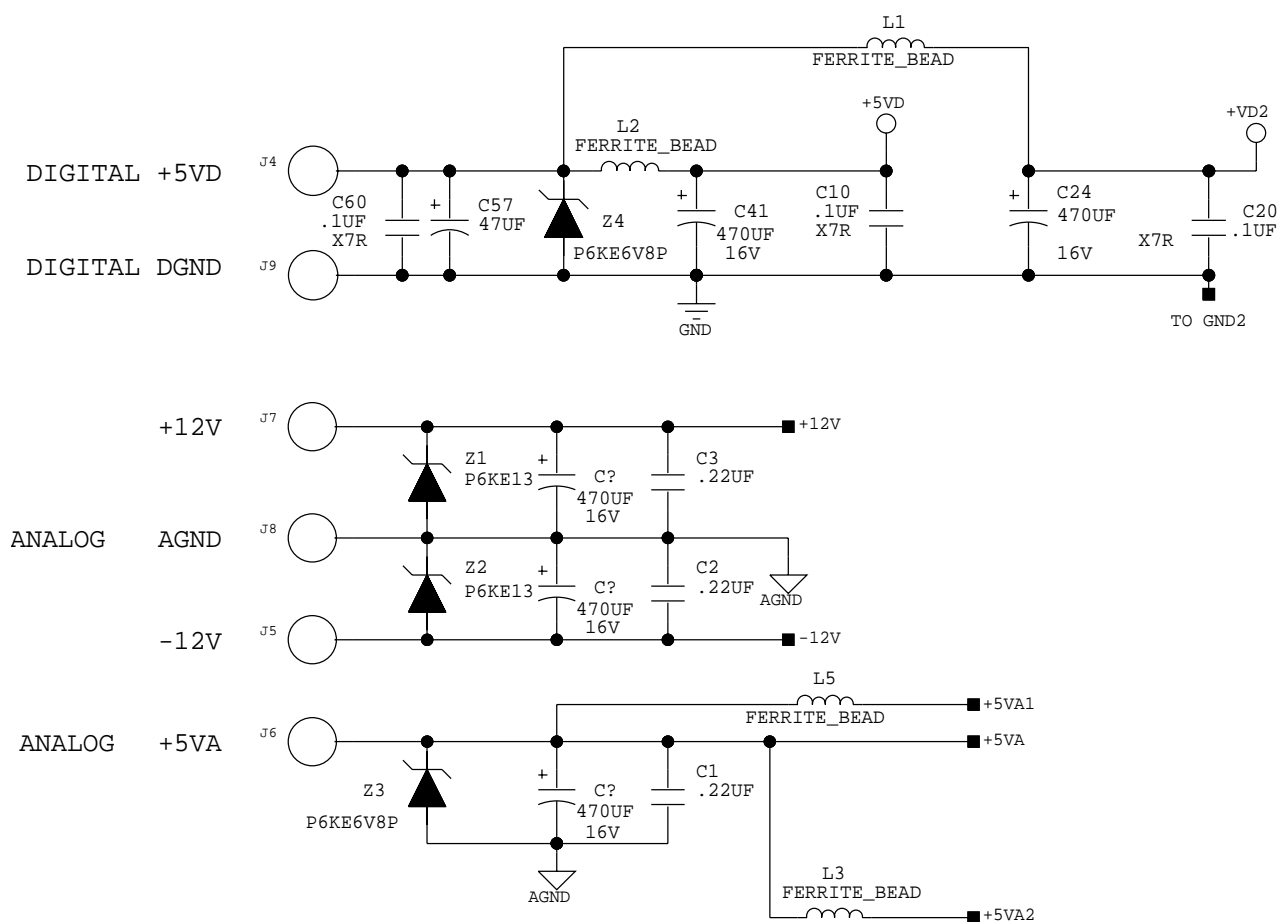 L1
FERRITE_BEAD
+5VD
+VD2
L2
FERRITE_BEAD
DIGITAL +5VD
J4
C60
.1UF
X7R
+
C57
47UF
Z4
P6KE6V8P
+
C41
470UF
16V
C10
.1UF
X7R
+
C24
470UF
16V
C20
.1UF
X7R
DIGITAL DGND
J9
GND
TO GND2
+12V
J7
+12V
Z1
P6KE13
+
C?
470UF
16V
C3
.22UF
ANALOG AGND
J8
Z2
P6KE13
+
C?
470UF
16V
C2
.22UF
AGND
-12V
J5
-12V
L5
FERRITE_BEAD
+5VA1
ANALOG +5VA
J6
+5VA
Z3
P6KE6V8P
+
C?
470UF
16V
C1
.22UF
AGND
L3
FERRITE_BEAD
+5VA2